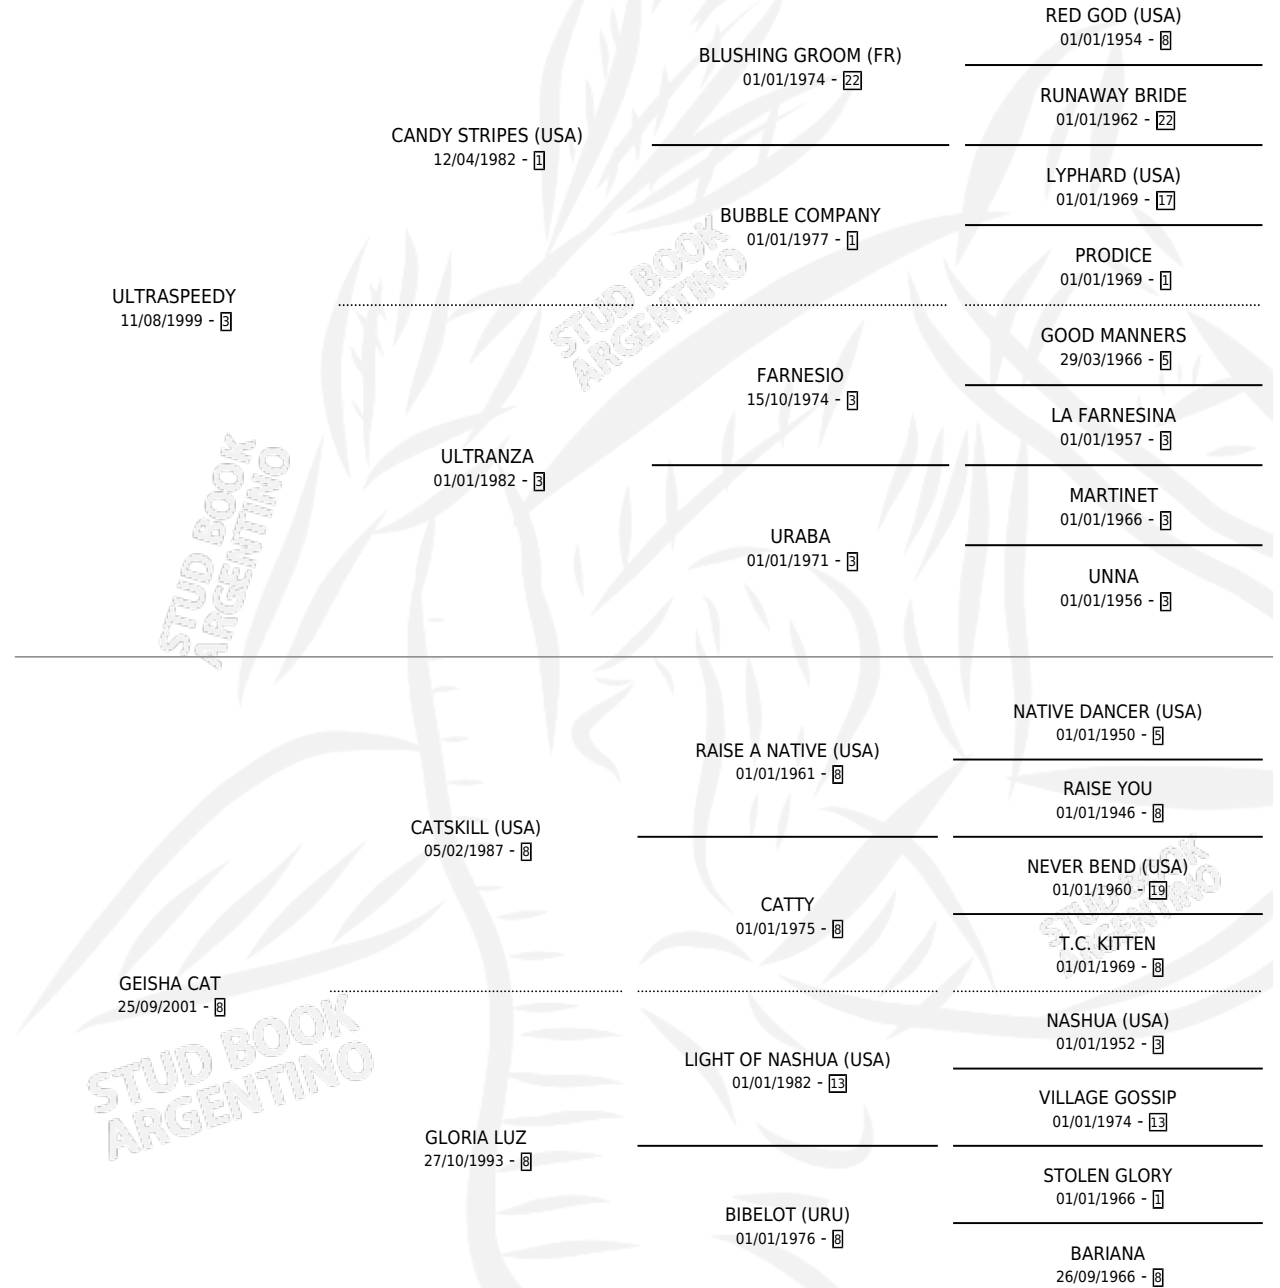 RED GOD (USA)
01/01/1954 - 8
BLUSHING GROOM (FR)
01/01/1974 - 22
RUNAWAY BRIDE
01/01/1962 - 22
CANDY STRIPES (USA)
12/04/1982 - 1
LYPHARD (USA)
01/01/1969 - 17
BUBBLE COMPANY
01/01/1977 - 1
PRODICE
01/01/1969 - 1
ULTRASPEEDY
11/08/1999 - 3
STUD BOOK
ARGENTINO
GOOD MANNERS
29/03/1966 - 5
FARNESIO
15/10/1974 - 3
LA FARNESINA
01/01/1957 - 3
ULTRANZA
01/01/1982 - 3
MARTINET
01/01/1966 - 3
URABA
01/01/1971 - 3
UNNA
01/01/1956 - 3
STUD BOOK
ARGENTINO
NATIVE DANCER (USA)
01/01/1950 - 5
RAISE A NATIVE (USA)
01/01/1961 - 8
RAISE YOU
01/01/1946 - 8
CATSKILL (USA)
05/02/1987 - 8
NEVER BEND (USA)
01/01/1960 - 19
CATTY
01/01/1975 - 8
T.C. KITTEN
01/01/1969 - 8
STUD BOOK
ARGENTINO
GEISHA CAT
25/09/2001 - 8
STUD BOOK
ARGENTINO
NASHUA (USA)
01/01/1952 - 3
LIGHT OF NASHUA (USA)
01/01/1982 - 13
VILLAGE GOSSIP
01/01/1974 - 13
GLORIA LUZ
27/10/1993 - 8
STOLEN GLORY
01/01/1966 - 1
BIBELOT (URU)
01/01/1976 - 8
BARIANA
26/09/1966 - 8